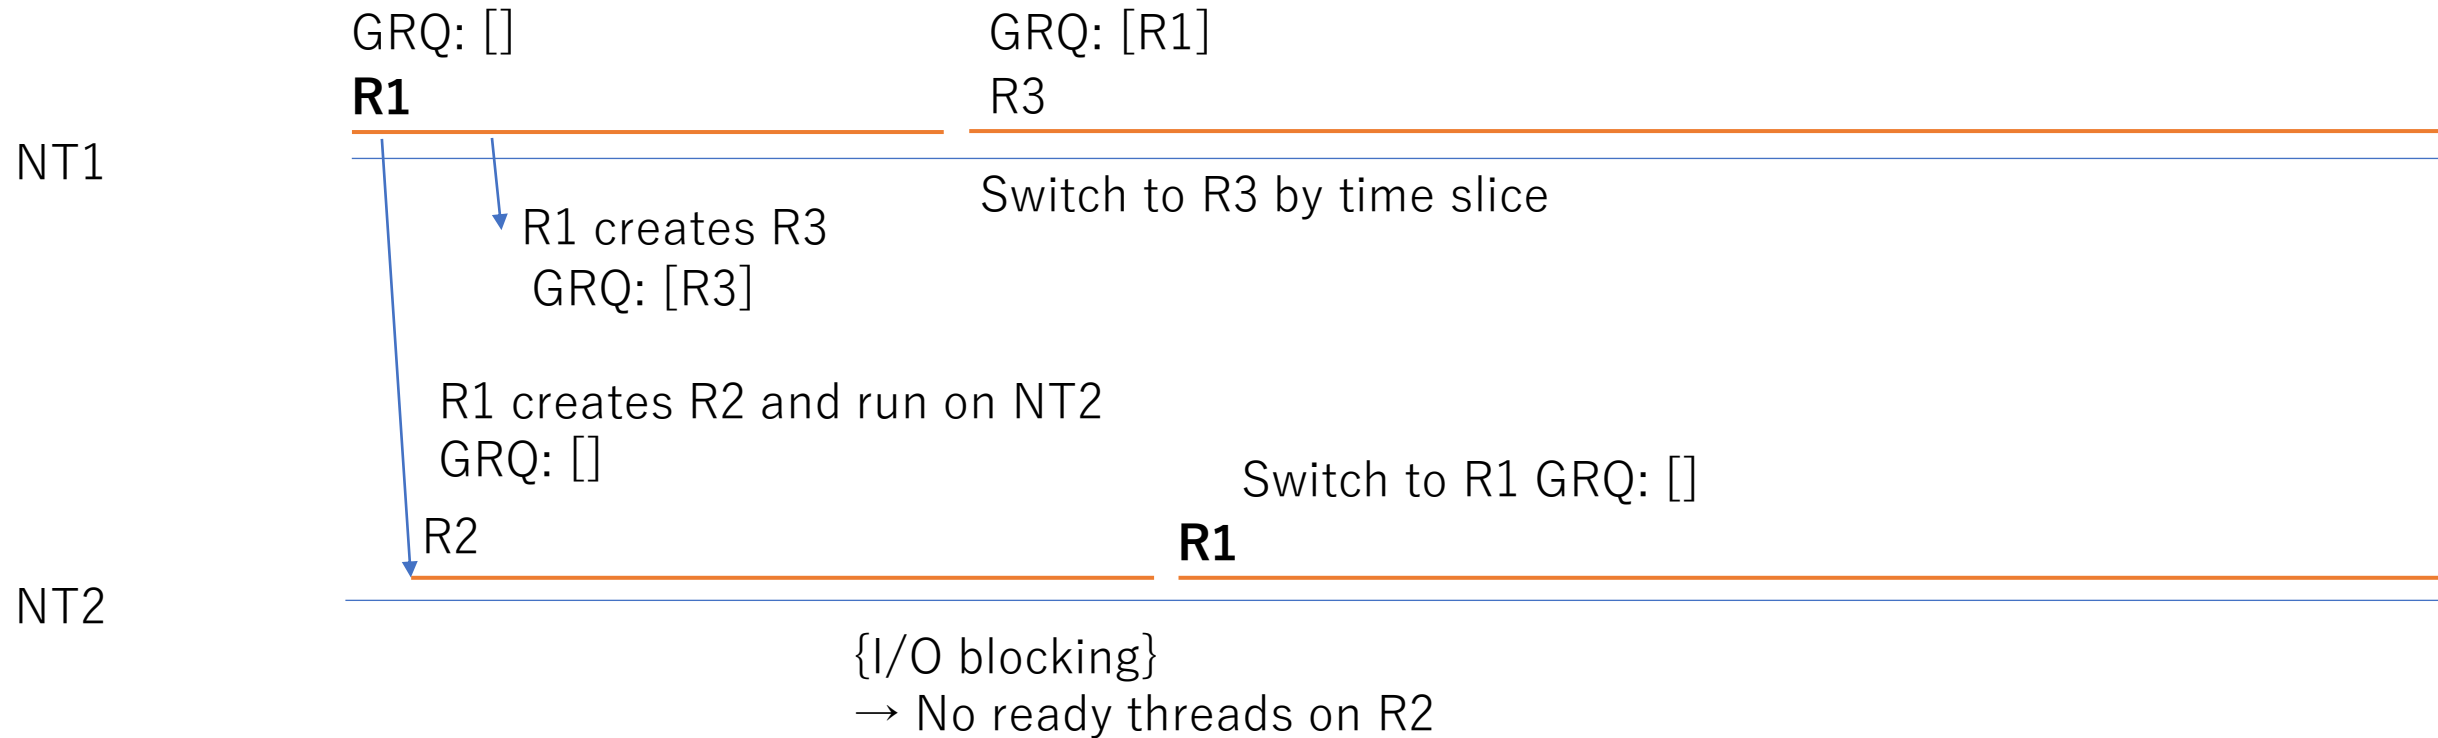 GRQ: []
GRQ: [R1]
R1
R3
NT1
Switch to R3 by time slice
R1 creates R3
GRQ: [R3]
R1 creates R2 and run on NT2
GRQ: []
Switch to R1 GRQ: []
R2
R1
NT2
{I/O blocking}
→ No ready threads on R2